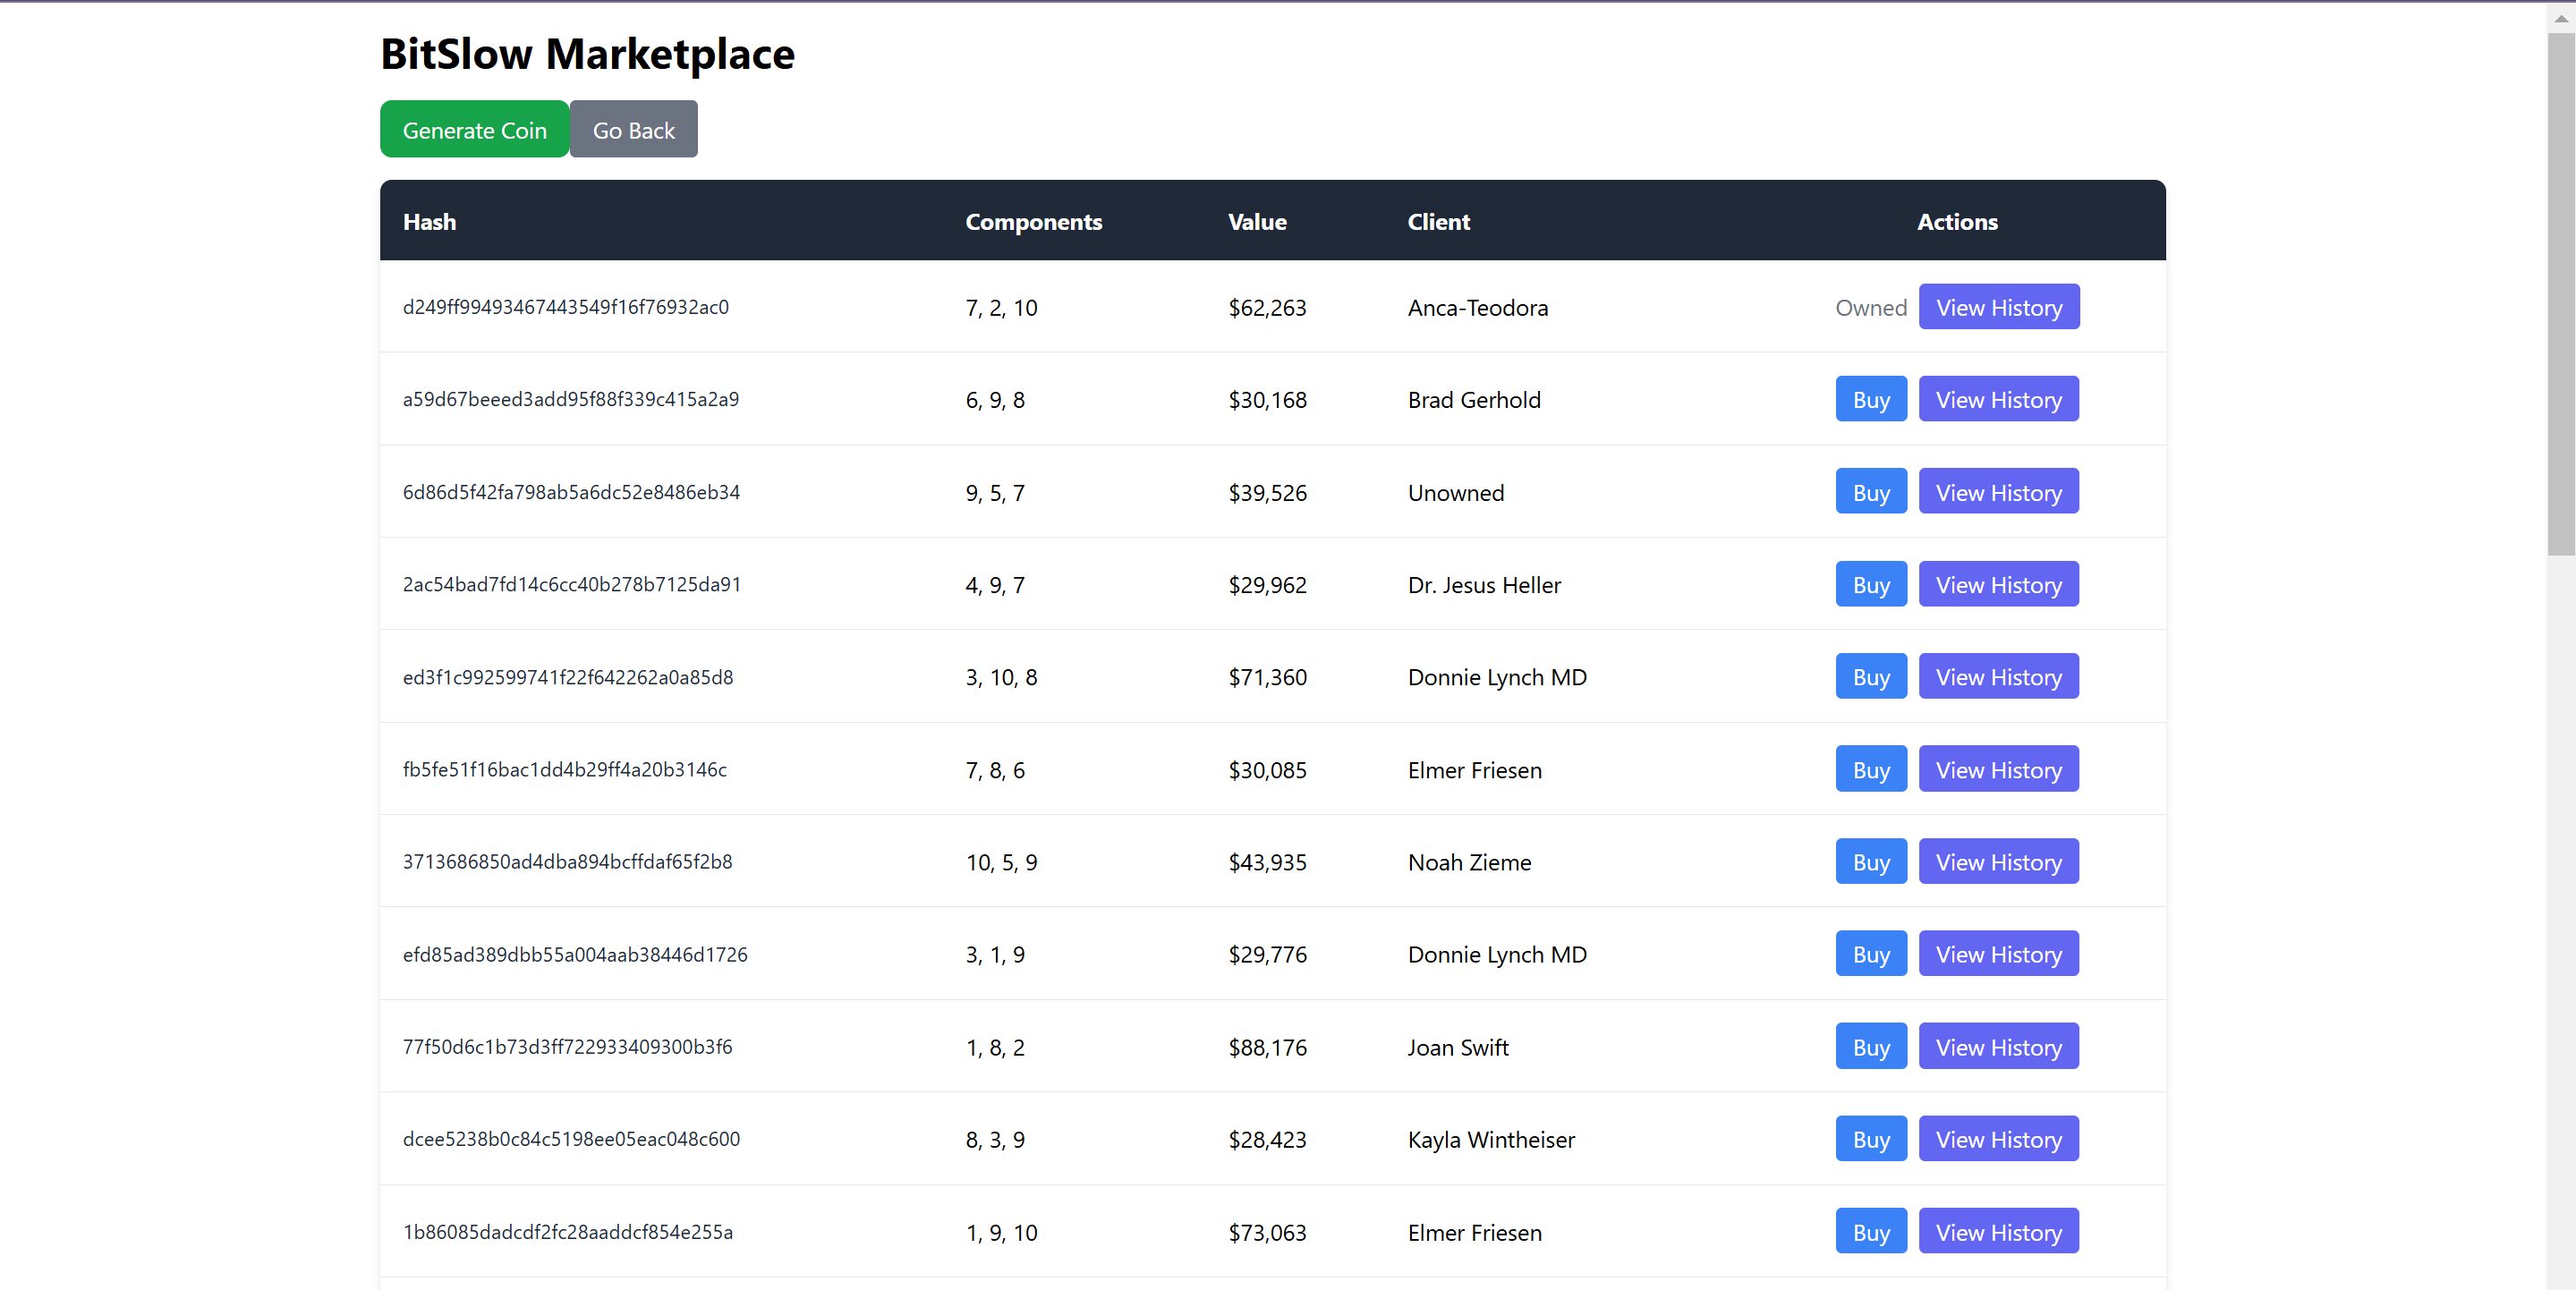 BitSlow Marketplace
Generate Coin Go Back
Hash Components Value Client Actions
d249ff99493467443549f16f76932ac0 7, 2, 10 $62,263 Anca-Teodora Owned View History
a59d67beeed3add95f88f339c415a2a9 6, 9, 8 $30,168 Brad Gerhold Buy View History
6d86d5f42fa798ab5a6dc52e8486eb34 9, 5, 7 $39,526 Unowned Buy View History
2ac54bad7fd14c6cc40b278b7125da91 4, 9, 7 $29,962 Dr. Jesus Heller Buy View History
ed3f1c992599741f22f642262a0a85d8 3, 10, 8 $71,360 Donnie Lynch MD Buy View History
fb5fe51f16bac1dd4b29ff4a20b3146c 7, 8, 6 $30,085 Elmer Friesen Buy View History
3713686850ad4dba894bcffdaf65f2b8 10, 5, 9 $43,935 Noah Zieme Buy View History
efd85ad389dbb55a004aab38446d1726 3, 1, 9 $29,776 Donnie Lynch MD Buy View History
77f50d6c1b73d3ff722933409300b3f6 1, 8, 2 $88,176 Joan Swift Buy View History
dcee5238b0c84c5198ee05eac048c600 8, 3, 9 $28,423 Kayla Wintheiser Buy View History
1b86085dadcdf2fc28aaddcf854e255a 1, 9, 10 $73,063 Elmer Friesen Buy View History